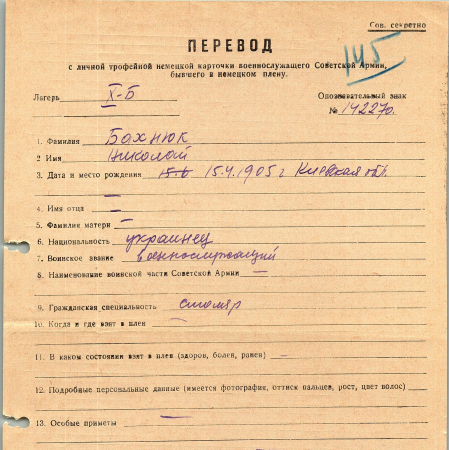 Сов. секретно
145
ПЕРЕВОД
с личной трофейной немецкой карточки военнослужащего Советской Армии,
бывшего в немецком плену.
Лагерь X-Б
Опознавательный знак
№ 142270.
1. Фамилия Бахнюк
2 Имя Николай
3. Дата и место рождения 15.6 15.4.1905 г Киевская обл.
—
4. Имя отца —
5. Фамилия матери —
6. Национальность украинец
7. Воинское звание военнослужащий
8. Наименование воинской части Советской Армии —
9. Гражданская специальность столяр
10. Когда и где взят в плен —
11. В каком состоянии взят в плен (здоров, болен, ранен) —
12. Подробные персональные данные (имеется фотография, оттиск пальцев, рост, цвет волос)
—
13. Особые приметы